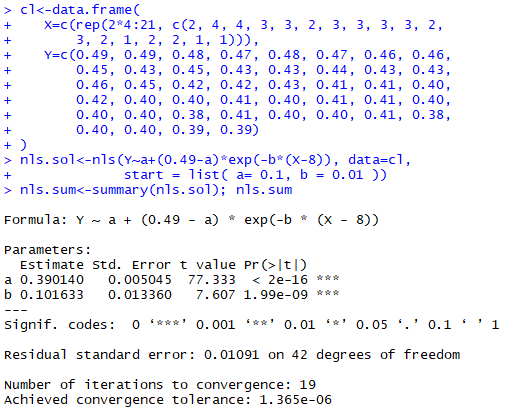 > cl<-data.frame(
+ X=c(rep(2*4:21, c(2, 4, 4, 3, 3, 2, 3, 3, 3, 3, 2,
+ 3, 2, 1, 2, 2, 1, 1))),
+ Y=c(0.49, 0.49, 0.48, 0.47, 0.48, 0.47, 0.46, 0.46,
+ 0.45, 0.43, 0.45, 0.43, 0.43, 0.44, 0.43, 0.43,
+ 0.46, 0.45, 0.42, 0.42, 0.43, 0.41, 0.41, 0.40,
+ 0.42, 0.40, 0.40, 0.41, 0.40, 0.41, 0.41, 0.40,
+ 0.40, 0.40, 0.38, 0.41, 0.40, 0.40, 0.41, 0.38,
+ 0.40, 0.40, 0.39, 0.39)
+ )
> nls.sol<-nls(Y~a+(0.49-a)*exp(-b*(X-8)), data=cl,
+ start = list( a= 0.1, b = 0.01 ))
> nls.sum<-summary(nls.sol); nls.sum
Formula: Y ~ a + (0.49 - a) * exp(-b * (X - 8))
Parameters:
Estimate Std. Error t value Pr(>|t|)
a 0.390140 0.005045 77.333 < 2e-16 ***
b 0.101633 0.013360 7.607 1.99e-09 ***
---
Signif. codes: 0 ‘***’ 0.001 ‘**’ 0.01 ‘*’ 0.05 ‘.’ 0.1 ‘ ’ 1
Residual standard error: 0.01091 on 42 degrees of freedom
Number of iterations to convergence: 19
Achieved convergence tolerance: 1.365e-06